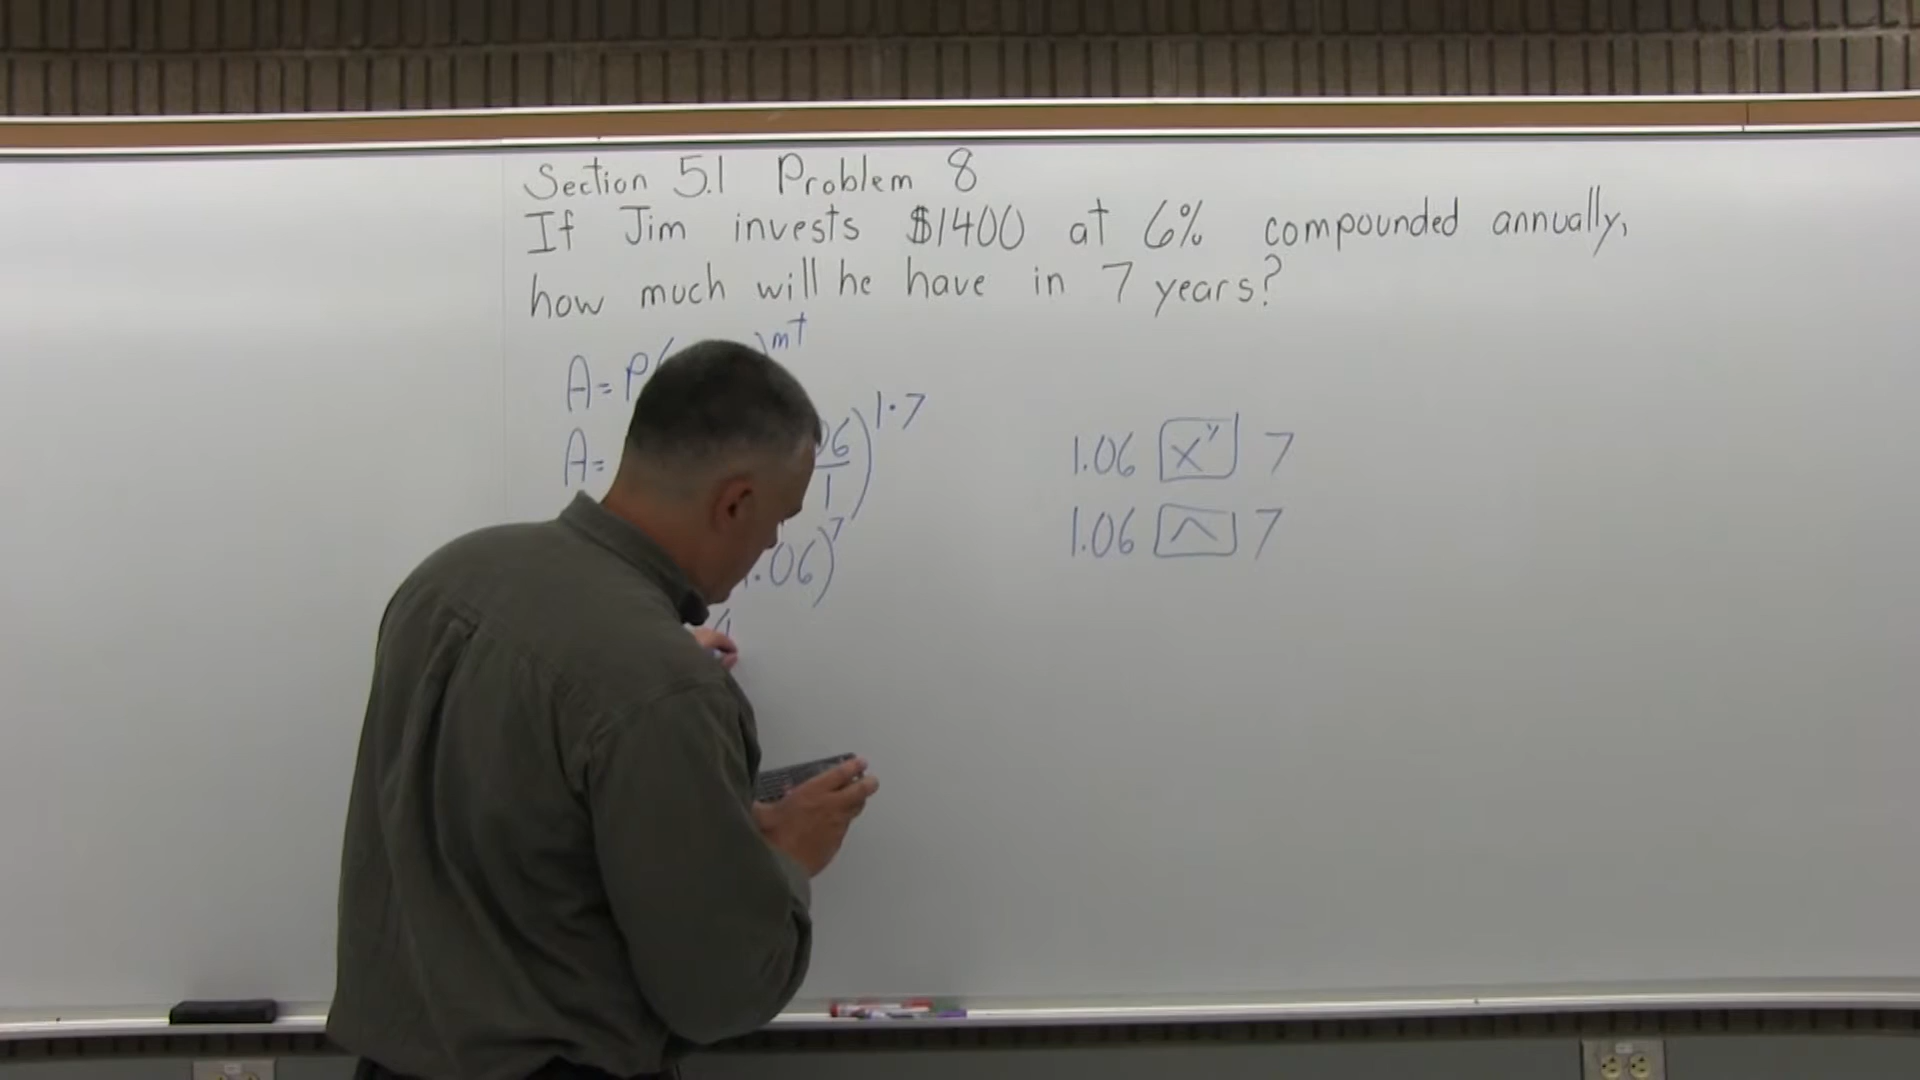 Section 5.1 Problem 8
If Jim invests $1400 at 6% compounded annually,
how much will he have in 7 years?
A=P( )^mt
A= 06/1)^1·7
.06)^7
1.06 [x^y] 7
1.06 [^] 7